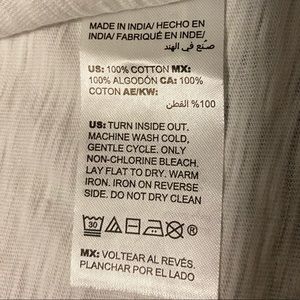 MADE IN INDIA/ HECHO EN
INDIA/ FABRIQUÉ EN INDE/
صنع في الهند
US: 100% COTTON MX:
100% ALGODÓN CA: 100%
COTON AE/KW:
100% القطن
US: TURN INSIDE OUT.
MACHINE WASH COLD,
GENTLE CYCLE. ONLY
NON-CHLORINE BLEACH.
LAY FLAT TO DRY. WARM
IRON. IRON ON REVERSE
SIDE. DO NOT DRY CLEAN
30
MX: VOLTEAR AL REVÉS.
PLANCHAR POR EL LADO